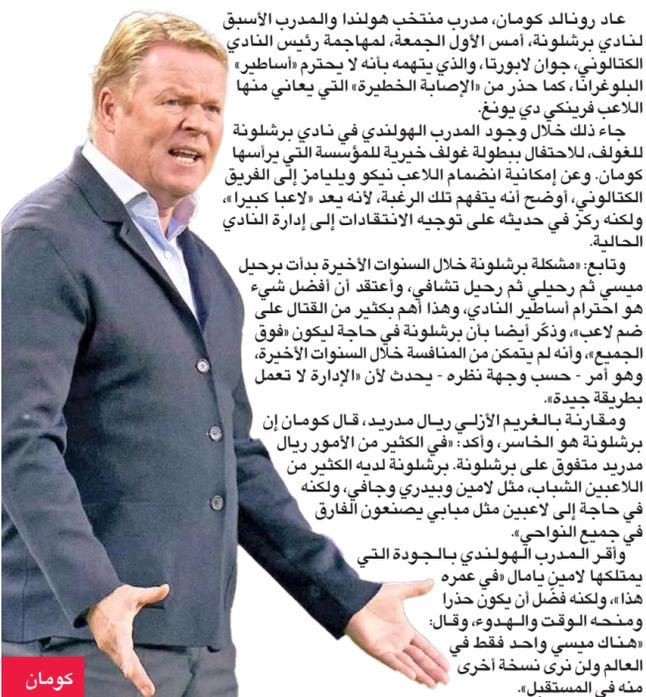 عاد رونالد كومان، مدرب منتخب هولندا والمدرب الأسبق
لنادي برشلونة، أمس الأول الجمعة، لمهاجمة رئيس النادي
الكتالوني، جوان لابورتا، والذي يتهمه بأنه لا يحترم «أساطير»
البلوغرانا، كما حذر من «الإصابة الخطيرة» التي يعاني منها
اللاعب فرينكي دي يونغ.
جاء ذلك خلال وجود المدرب الهولندي في نادي برشلونة
للغولف، للاحتفال ببطولة غولف خيرية للمؤسسة التي يرأسها
كومان. وعن إمكانية انضمام اللاعب نيكو ويليامز إلى الفريق
الكتالوني، أوضح أنه يتفهم تلك الرغبة، لأنه يعد «لاعبا كبيرا»،
ولكنه ركز في حديثه على توجيه الانتقادات إلى إدارة النادي
الحالية.
وتابع: «مشكلة برشلونة خلال السنوات الأخيرة بدأت برحيل
ميسي ثم رحيلي ثم رحيل تشافي، وأعتقد أن أفضل شيء
هو احترام أساطير النادي، وهذا أهم بكثير من القتال على
ضم لاعب»، وذكّر أيضا بأن برشلونة في حاجة ليكون «فوق
الجميع»، وأنه لم يتمكن من المنافسة خلال السنوات الأخيرة،
وهو أمر - حسب وجهة نظره - يحدث لأن «الإدارة لا تعمل
بطريقة جيدة».
ومقارنة بالغريم الأزلي ريال مدريد، قال كومان إن
برشلونة هو الخاسر، وأكد: «في الكثير من الأمور ريال
مدريد متفوق على برشلونة. برشلونة لديه الكثير من
اللاعبين الشباب، مثل لامين وبيدري وجافي، ولكنه
في حاجة إلى لاعبين مثل مبابي يصنعون الفارق
في جميع النواحي».
وأقر المدرب الهولندي بالجودة التي
يمتلكها لامين يامال «في عمره
هذا»، ولكنه فضّل أن يكون حذرا
ومنحه الوقت والهدوء، وقال:
«هناك ميسي واحد فقط في
العالم ولن نرى نسخة أخرى
منه في المستقبل».
كومان